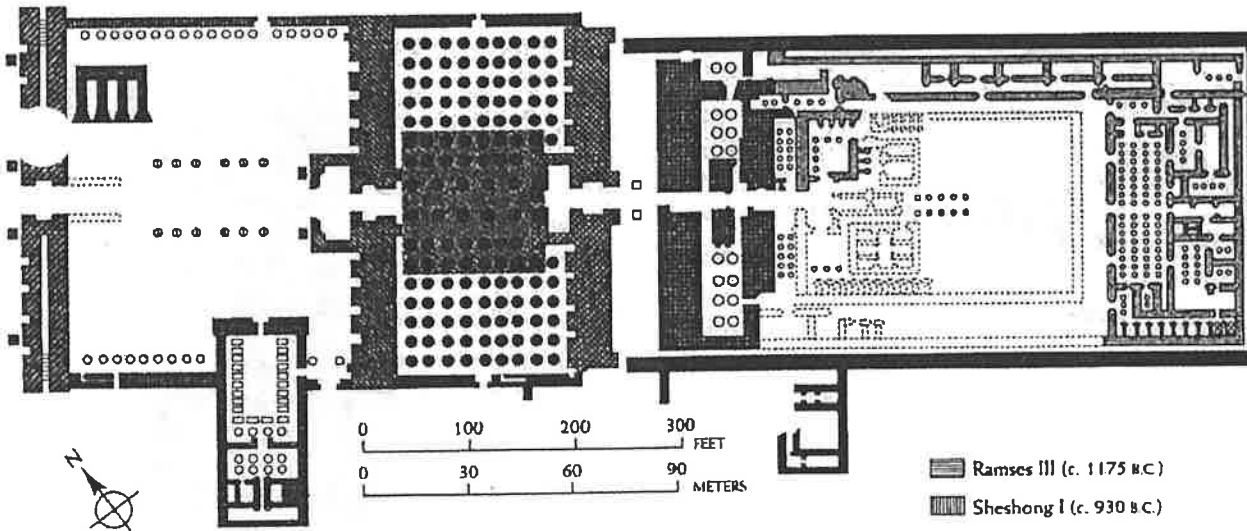 0 100 200 300
FEET
0 30 60 90
METERS
N
Ramses III (c. 1175 B.C.)
Sheshong I (c. 930 B.C.)